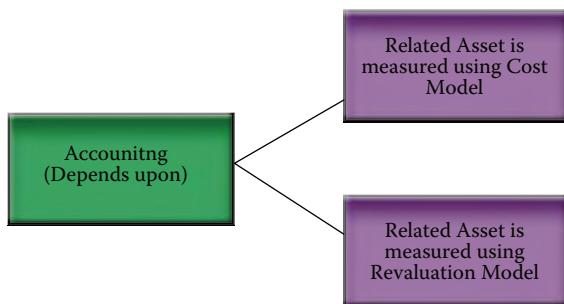 Accounitng
(Depends upon)
Related Asset is
measured using Cost
Model
Related Asset is
measured using
Revaluation Model